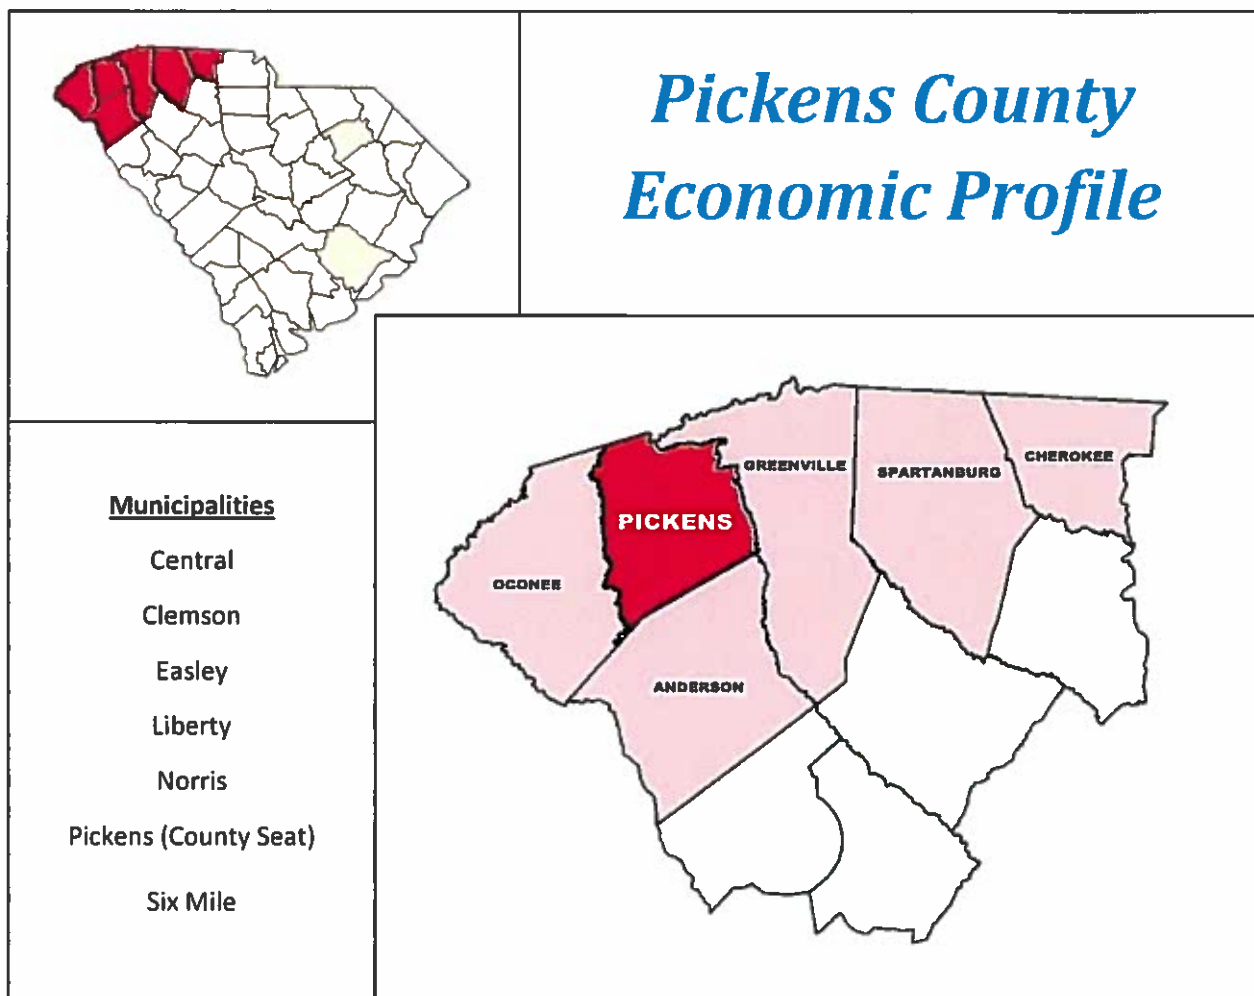 Pickens County
Economic Profile
Municipalities
Central
Clemson
Easley
Liberty
Norris
Pickens (County Seat)
Six Mile
GREENVILLE
SPARTANBURG
CHEROKEE
PICKENS
OCONEE
ANDERSON